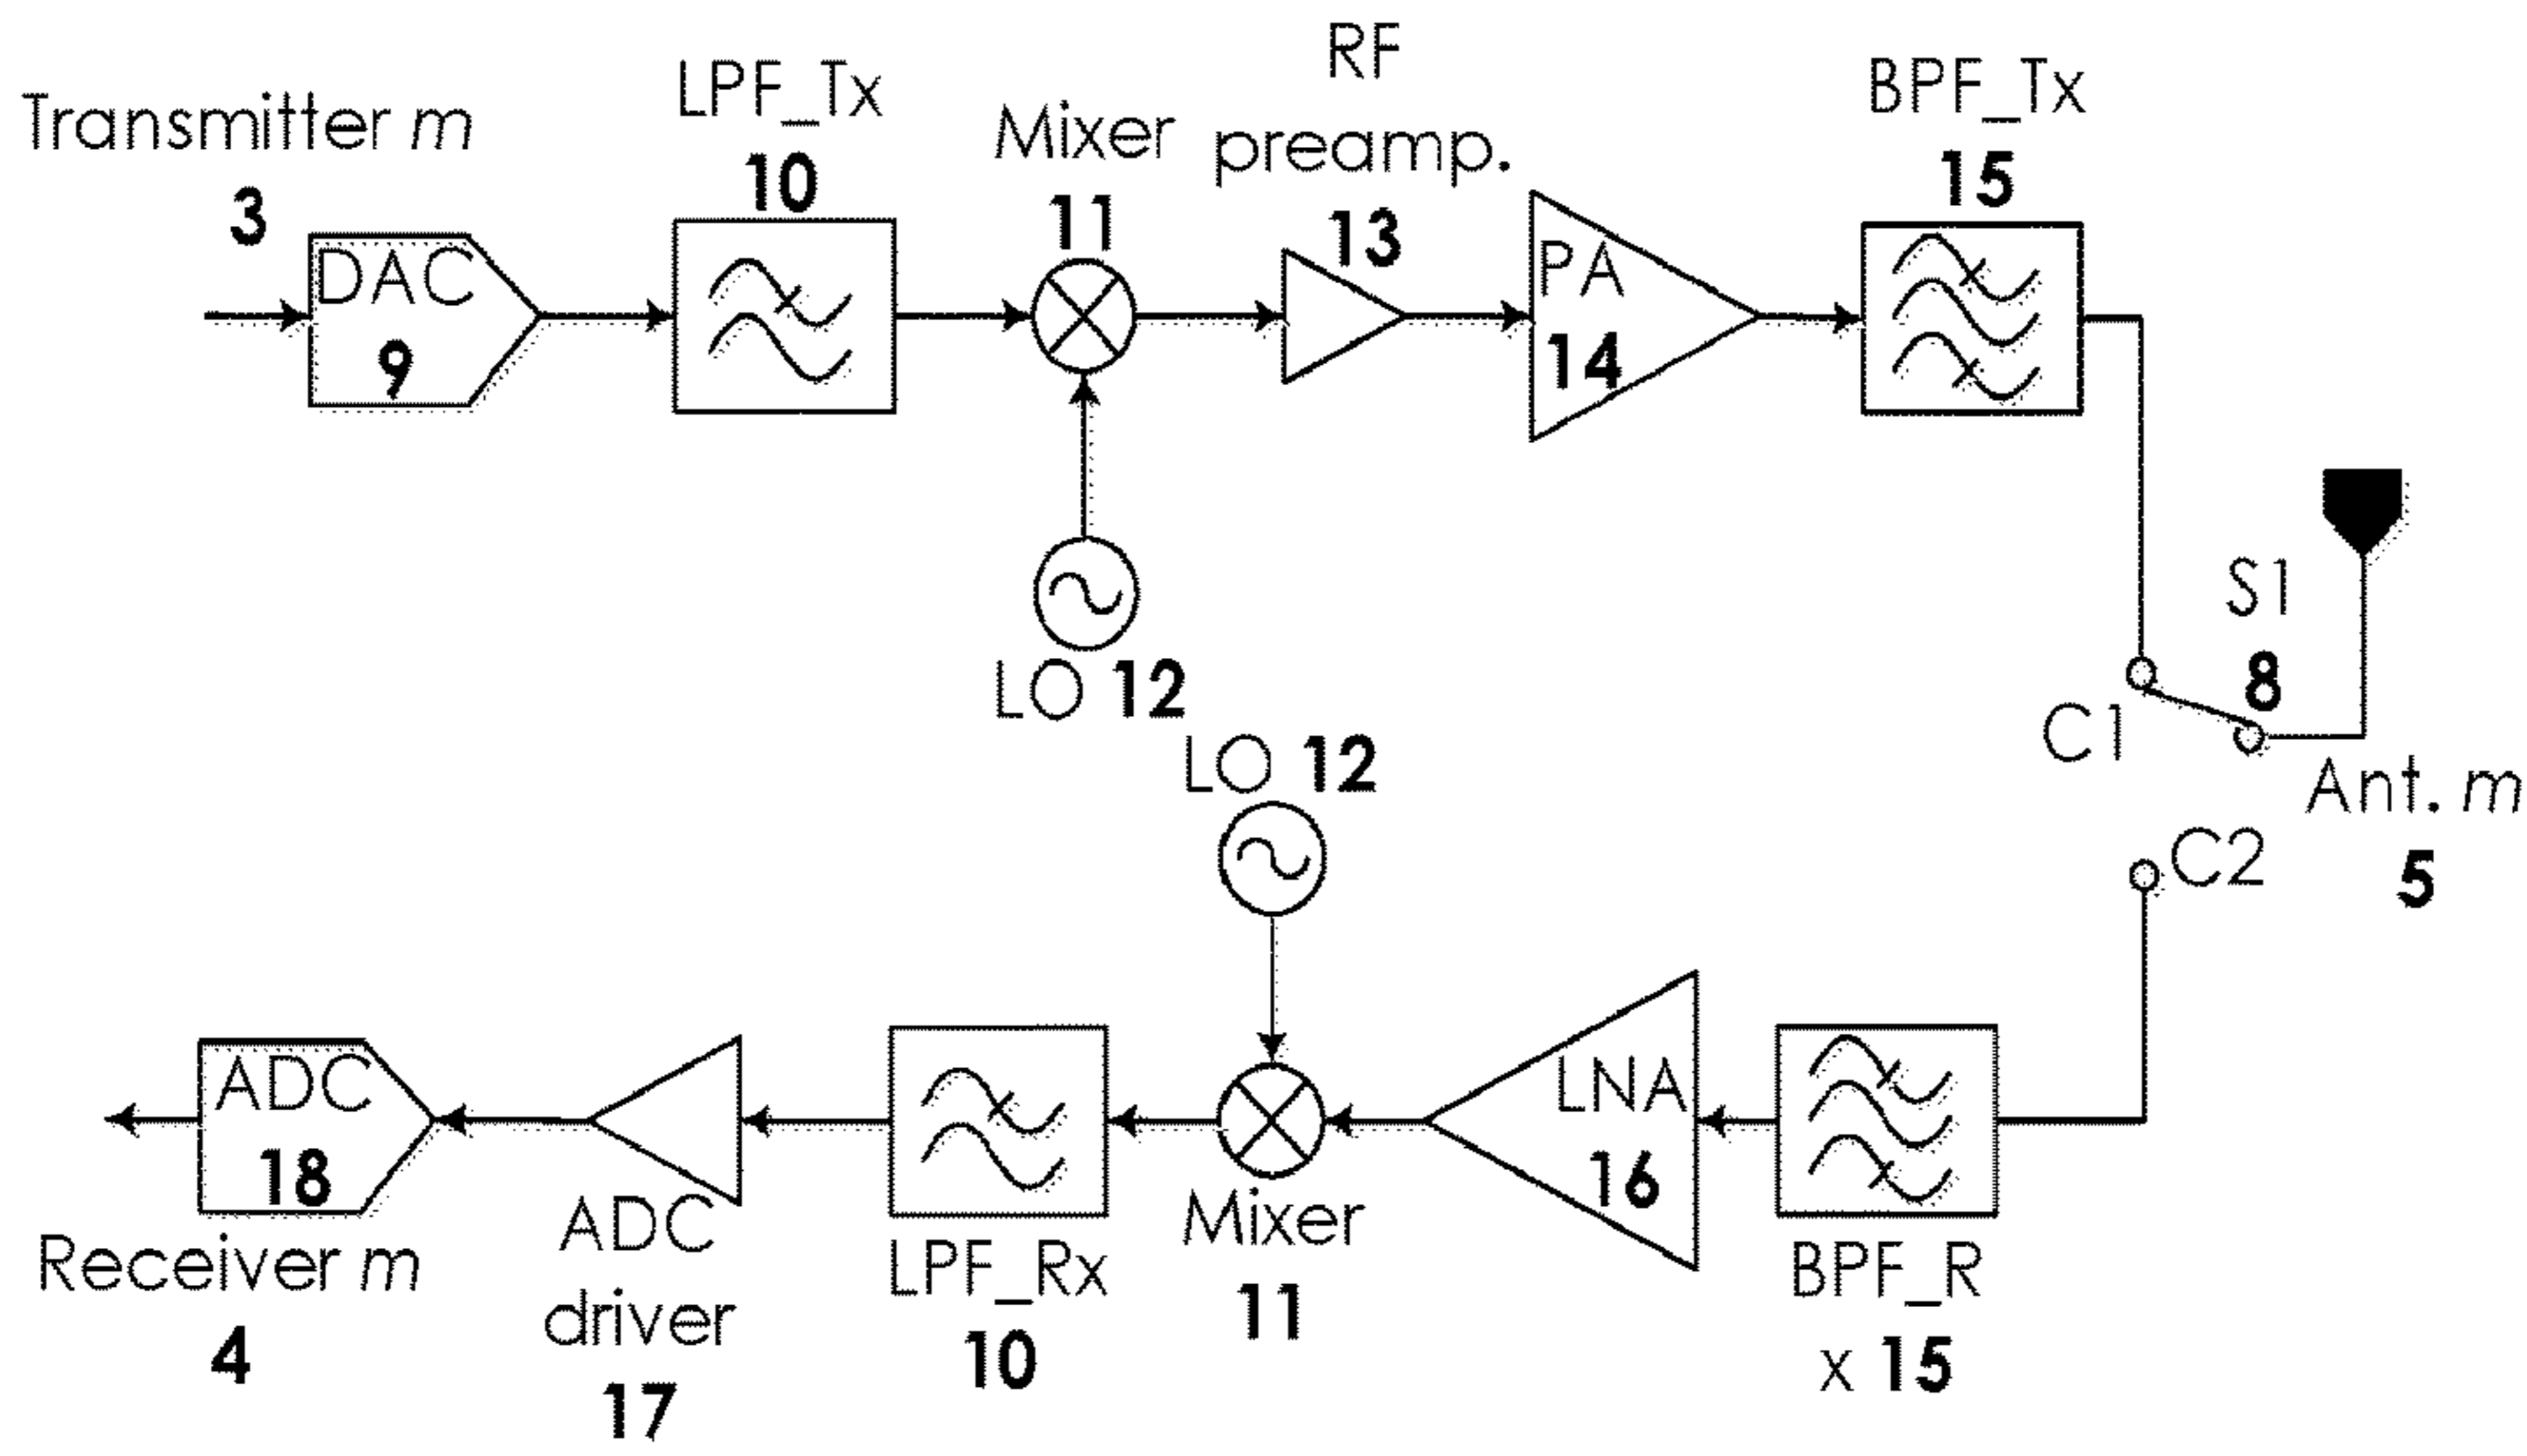 Transmitter m
3
DAC
9
LPF_Tx
10
Mixer
11
LO 12
RF
preamp.
13
PA
14
BPF_Tx
15
C1
S1
8
Ant. m
5
C2
BPF_R
x 15
LNA
16
LO 12
Mixer
11
LPF_Rx
10
ADC
driver
17
ADC
18
Receiver m
4